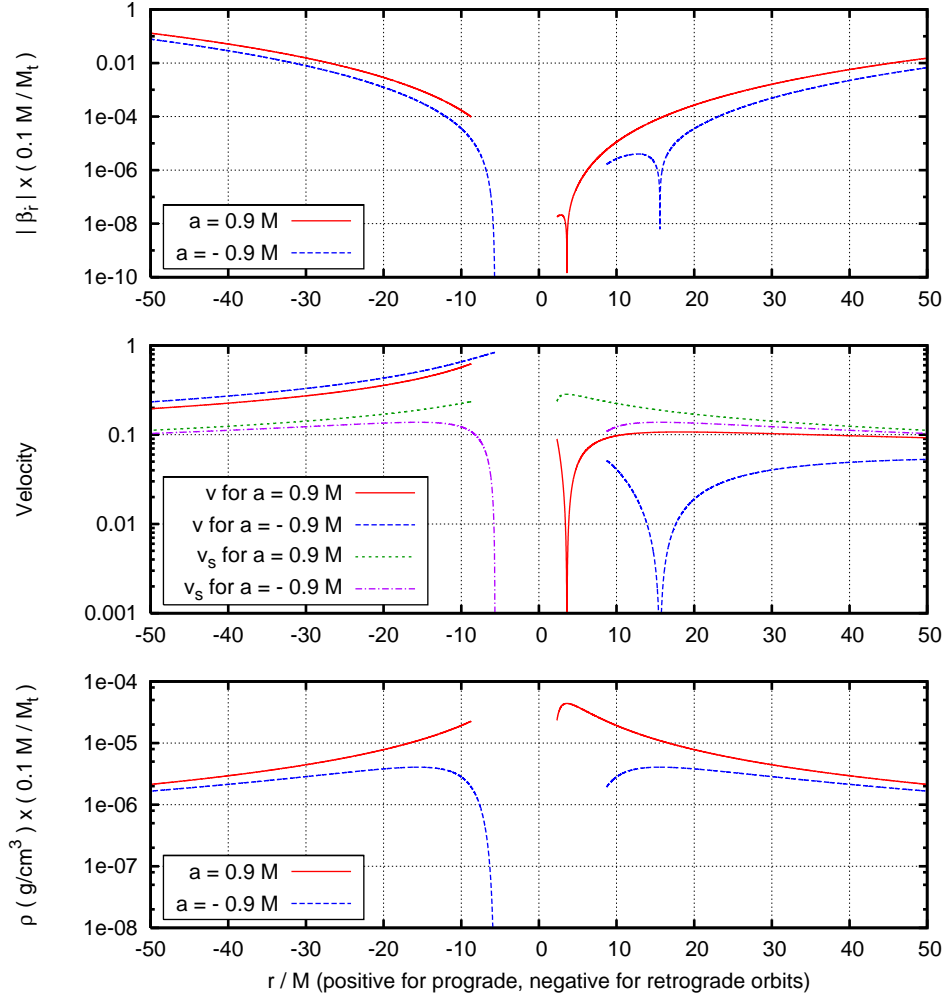 1
0.01
1e-04
1e-06
1e-08
1e-10
| β_ṙ | x ( 0.1 M / M_t )
a = 0.9 M
a = - 0.9 M
-50 -40 -30 -20 -10 0 10 20 30 40 50
1
0.1
0.01
0.001
Velocity
v for a = 0.9 M
v for a = - 0.9 M
v_s for a = 0.9 M
v_s for a = - 0.9 M
-50 -40 -30 -20 -10 0 10 20 30 40 50
1e-04
1e-05
1e-06
1e-07
1e-08
ρ ( g/cm³ ) x ( 0.1 M / M_t )
a = 0.9 M
a = - 0.9 M
-50 -40 -30 -20 -10 0 10 20 30 40 50
r / M (positive for prograde, negative for retrograde orbits)